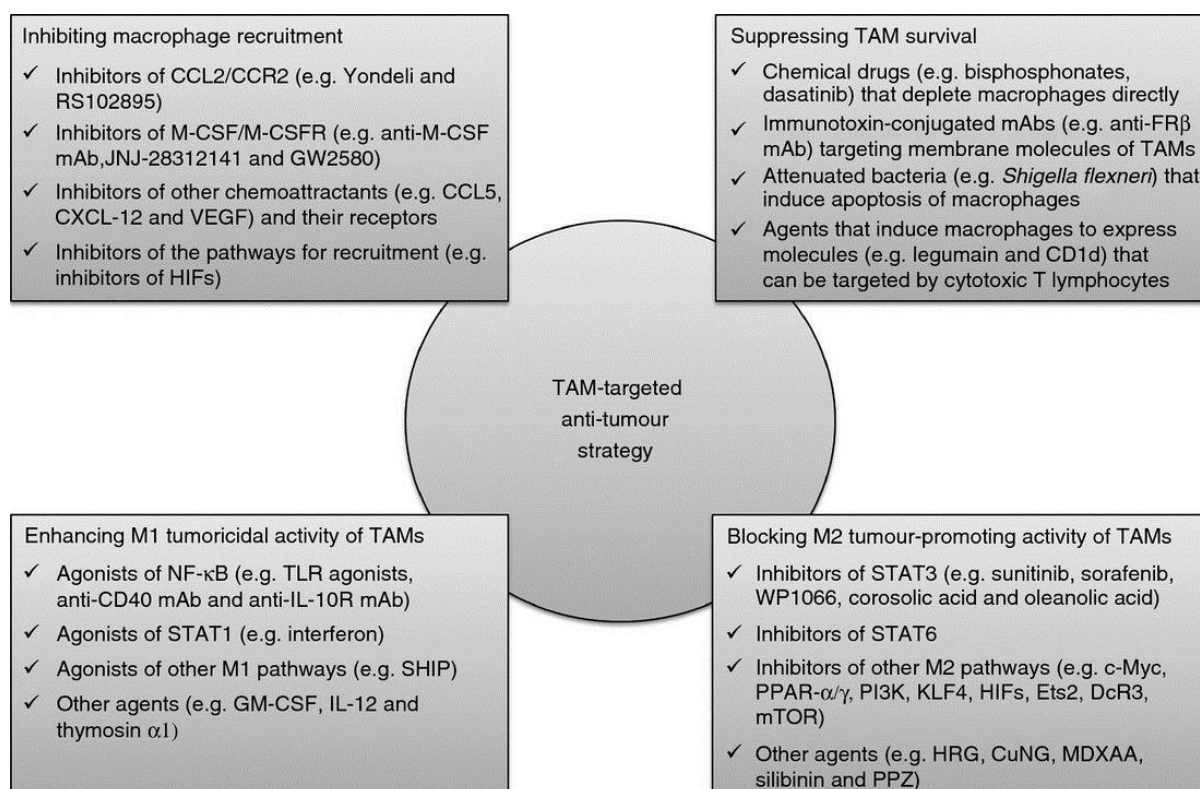 Inhibiting macrophage recruitment
✓ Inhibitors of CCL2/CCR2 (e.g. Yondeli and
RS102895)
✓ Inhibitors of M-CSF/M-CSFR (e.g. anti-M-CSF
mAb,JNJ-28312141 and GW2580)
✓ Inhibitors of other chemoattractants (e.g. CCL5,
CXCL-12 and VEGF) and their receptors
✓ Inhibitors of the pathways for recruitment (e.g.
inhibitors of HIFs)
Suppressing TAM survival
✓ Chemical drugs (e.g. bisphosphonates,
dasatinib) that deplete macrophages directly
✓ Immunotoxin-conjugated mAbs (e.g. anti-FRβ
mAb) targeting membrane molecules of TAMs
✓ Attenuated bacteria (e.g. Shigella flexneri) that
induce apoptosis of macrophages
✓ Agents that induce macrophages to express
molecules (e.g. legumain and CD1d) that
can be targeted by cytotoxic T lymphocytes
TAM-targeted
anti-tumour
strategy
Enhancing M1 tumoricidal activity of TAMs
✓ Agonists of NF-κB (e.g. TLR agonists,
anti-CD40 mAb and anti-IL-10R mAb)
✓ Agonists of STAT1 (e.g. interferon)
✓ Agonists of other M1 pathways (e.g. SHIP)
✓ Other agents (e.g. GM-CSF, IL-12 and
thymosin α1)
Blocking M2 tumour-promoting activity of TAMs
✓ Inhibitors of STAT3 (e.g. sunitinib, sorafenib,
WP1066, corosolic acid and oleanolic acid)
✓ Inhibitors of STAT6
✓ Inhibitors of other M2 pathways (e.g. c-Myc,
PPAR-α/γ, PI3K, KLF4, HIFs, Ets2, DcR3,
mTOR)
✓ Other agents (e.g. HRG, CuNG, MDXAA,
silibinin and PPZ)